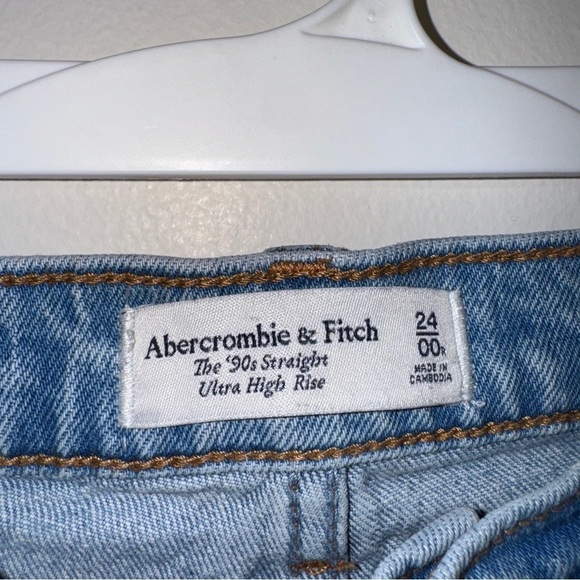 Abercrombie & Fitch
The '90s Straight
Ultra High Rise
24
00R
MADE IN
CAMBODIA